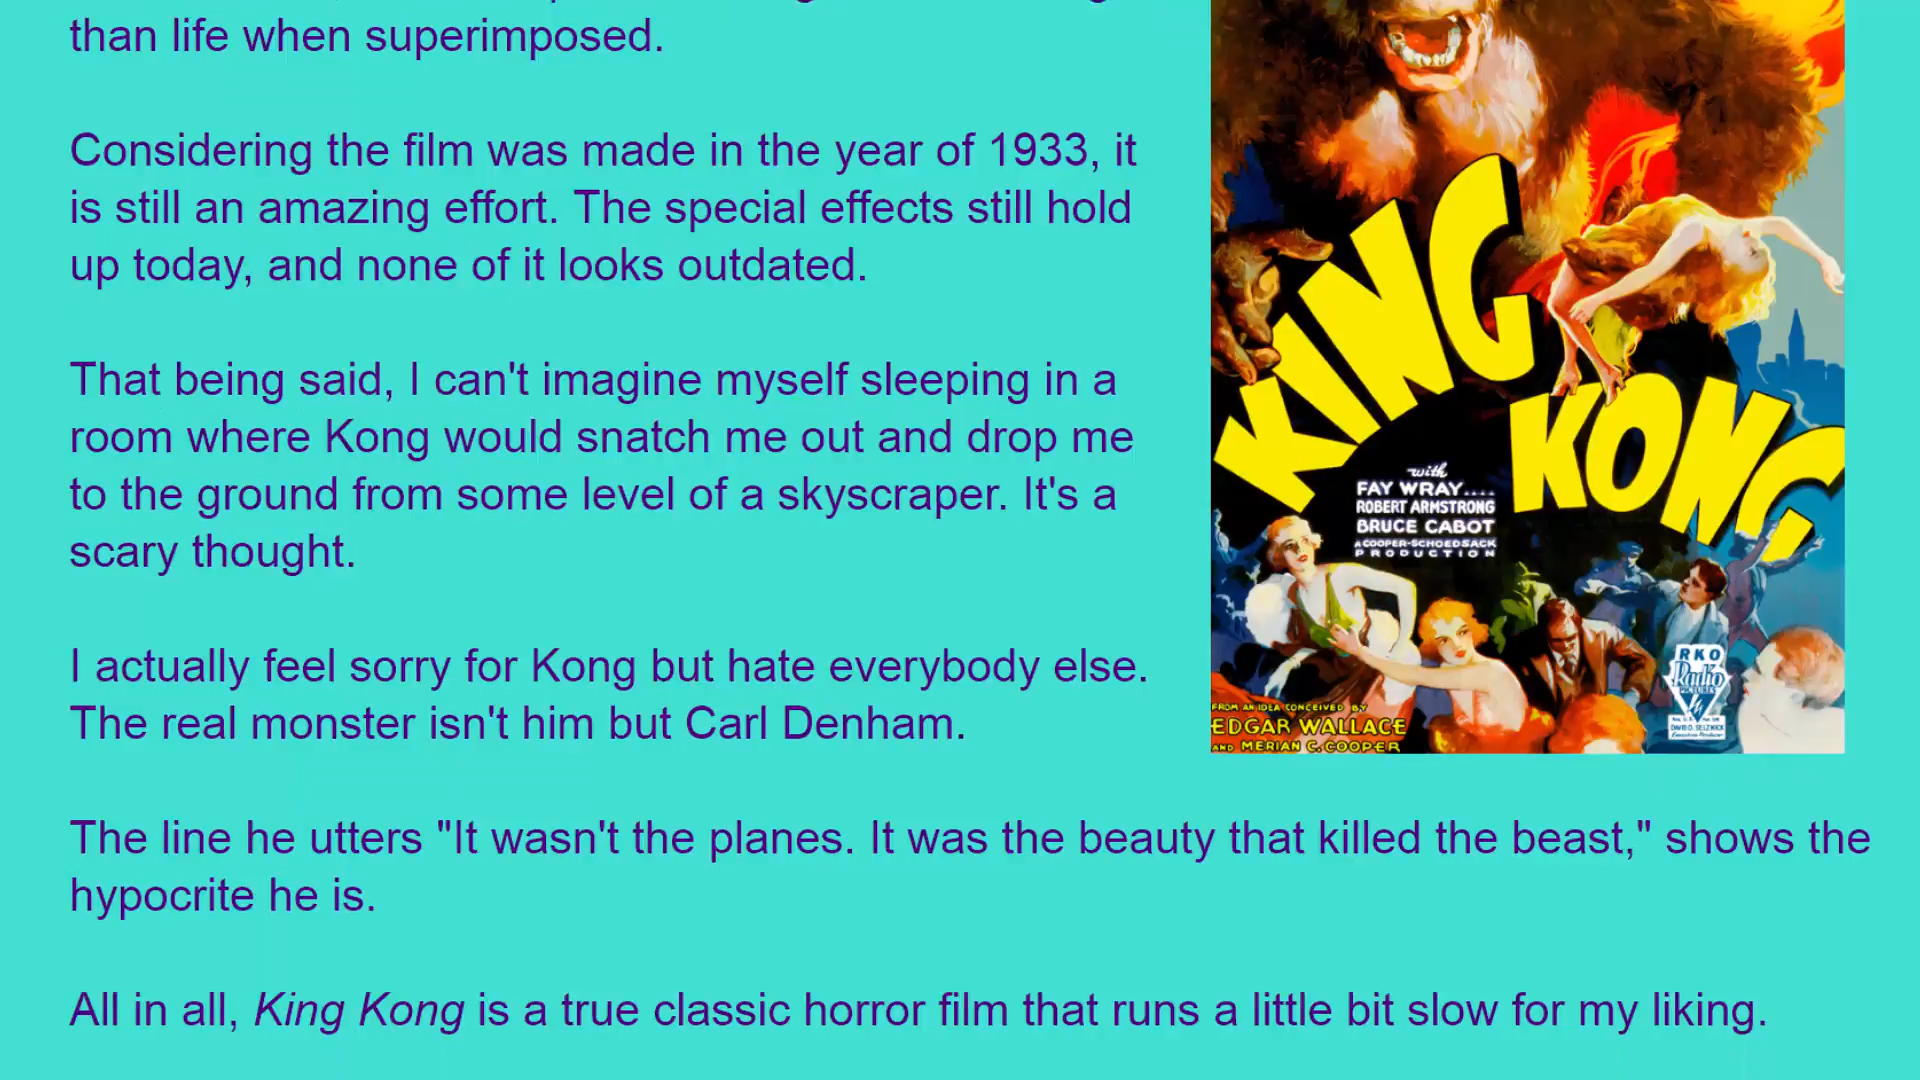 than life when superimposed.
Considering the film was made in the year of 1933, it
is still an amazing effort. The special effects still hold
up today, and none of it looks outdated.
That being said, I can't imagine myself sleeping in a
room where Kong would snatch me out and drop me
to the ground from some level of a skyscraper. It's a
scary thought.
I actually feel sorry for Kong but hate everybody else.
The real monster isn't him but Carl Denham.
The line he utters "It wasn't the planes. It was the beauty that killed the beast," shows the
hypocrite he is.
All in all, King Kong is a true classic horror film that runs a little bit slow for my liking.
KING
KONG
with
FAY WRAY....
ROBERT ARMSTRONG
BRUCE CABOT
A COOPER-SCHOEDSACK
PRODUCTION
FROM AN IDEA CONCEIVED BY
EDGAR WALLACE
AND MERIAN C. COOPER
RKO
Radio
PICTURES
DAVID O. SELZNICK
Executive Producer